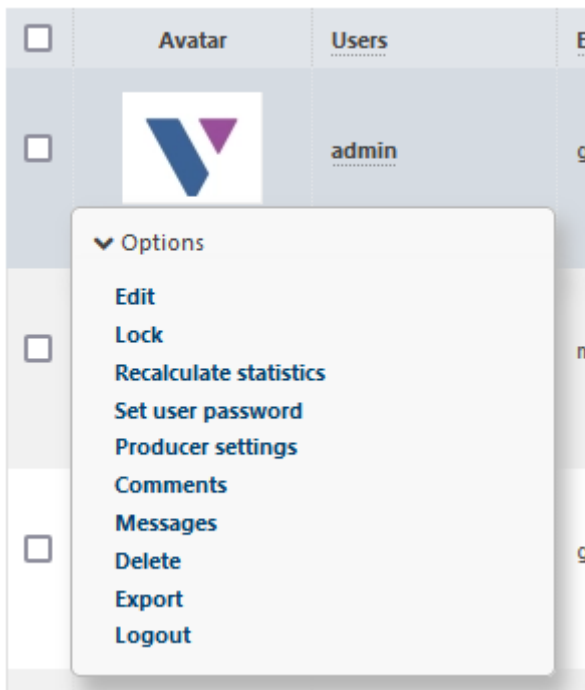 Avatar Users E
admin g
Options
Edit
Lock
Recalculate statistics
Set user password
Producer settings
Comments
Messages
Delete
Export
Logout